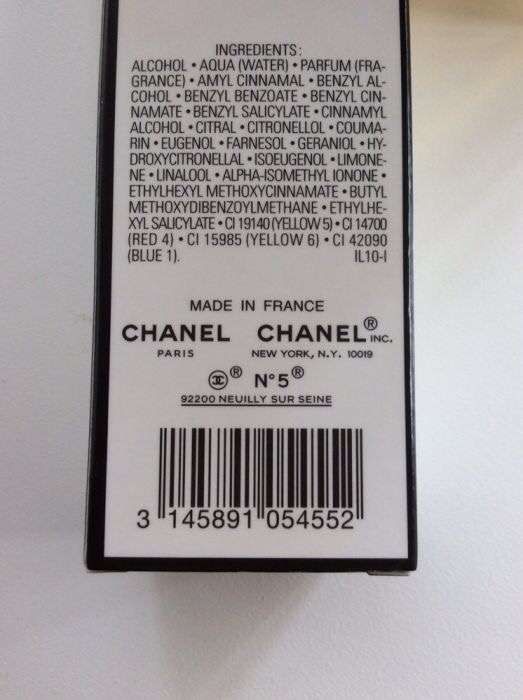 INGREDIENTS:
ALCOHOL • AQUA (WATER) • PARFUM (FRA-
GRANCE) • AMYL CINNAMAL • BENZYL AL-
COHOL • BENZYL BENZOATE • BENZYL CIN-
NAMATE • BENZYL SALICYLATE • CINNAMYL
ALCOHOL • CITRAL • CITRONELLOL • COUMA-
RIN • EUGENOL • FARNESOL • GERANIOL • HY-
DROXYCITRONELLAL • ISOEUGENOL • LIMONE-
NE • LINALOOL • ALPHA-ISOMETHYL IONONE •
ETHYLHEXYL METHOXYCINNAMATE • BUTYL
METHOXYDIBENZOYLMETHANE • ETHYLHE-
XYL SALICYLATE • CI 19140 (YELLOW 5) • CI 14700
(RED 4) • CI 15985 (YELLOW 6) • CI 42090
(BLUE 1). IL10-I
MADE IN FRANCE
CHANEL CHANEL® INC.
PARIS NEW YORK, N.Y. 10019
® N°5®
92200 NEUILLY SUR SEINE
3 145891 054552